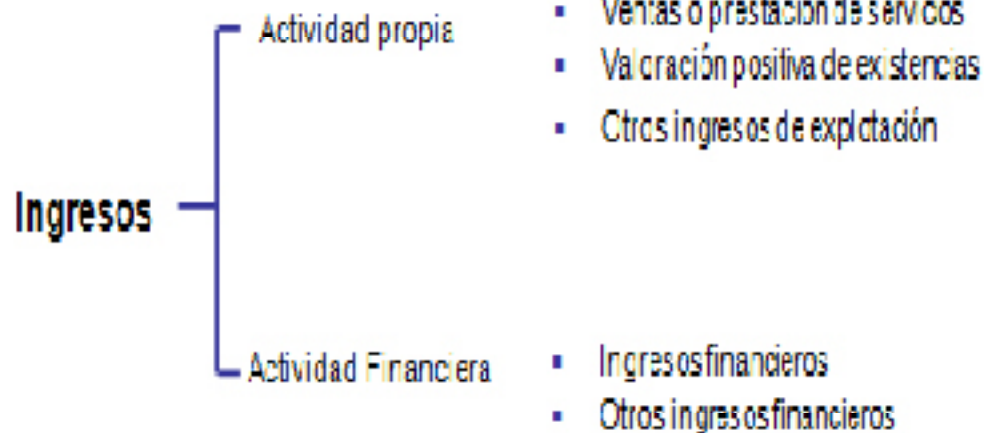 Actividad propia
▪ Ventas o prestación de servicios
▪ Valoración positiva de existencias
▪ Otros ingresos de explotación
Ingresos
Actividad Financiera
▪ Ingresos financieros
▪ Otros ingresos financieros